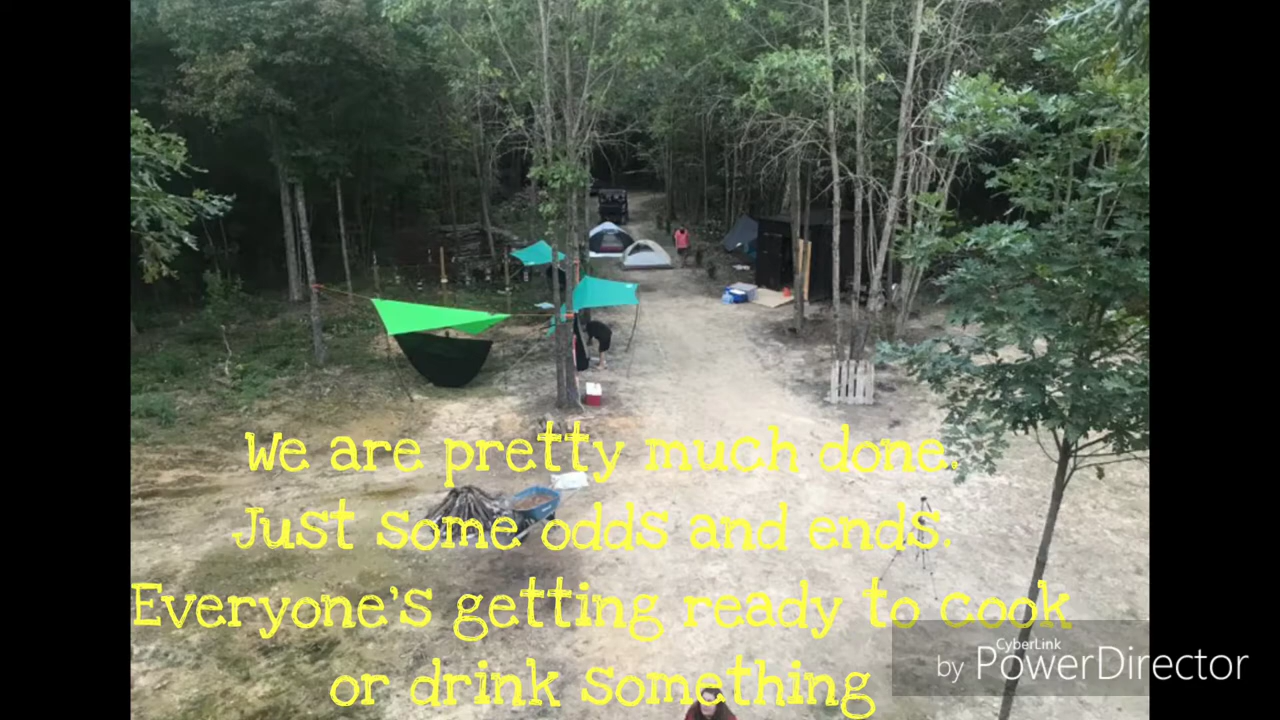 We are pretty much done.
Just some odds and ends.
Everyone's getting ready to cook
or drink something
CyberLink
by PowerDirector